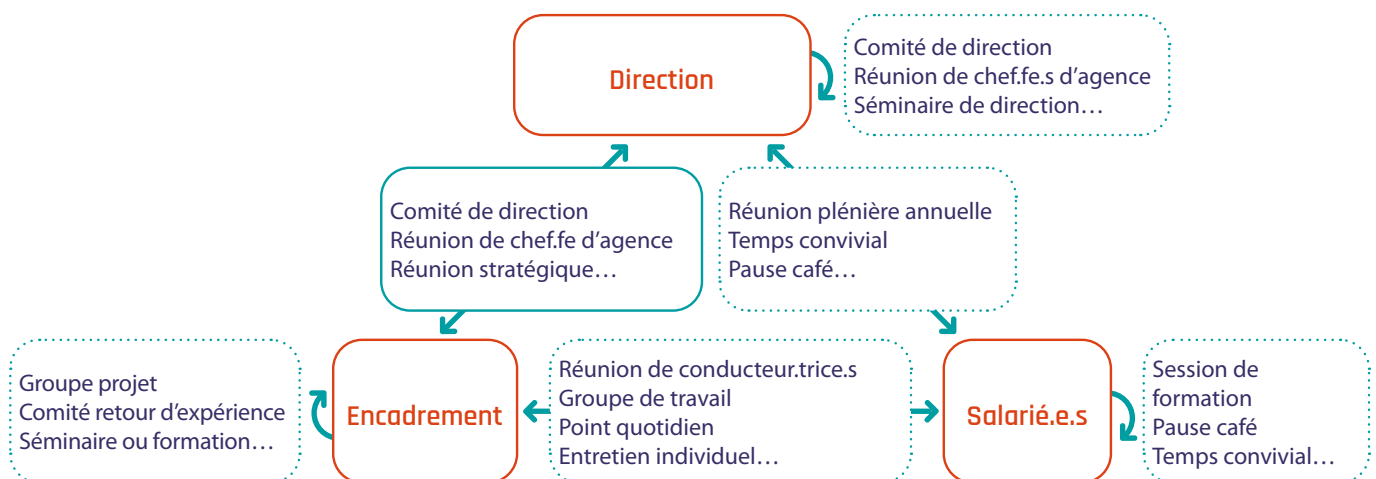 Direction
Comité de direction
Réunion de chef.fe.s d’agence
Séminaire de direction…
Comité de direction
Réunion de chef.fe d’agence
Réunion stratégique…
Réunion plénière annuelle
Temps convivial
Pause café…
Groupe projet
Comité retour d’expérience
Séminaire ou formation…
Encadrement
Réunion de conducteur.trice.s
Groupe de travail
Point quotidien
Entretien individuel…
Salarié.e.s
Session de
formation
Pause café
Temps convivial…